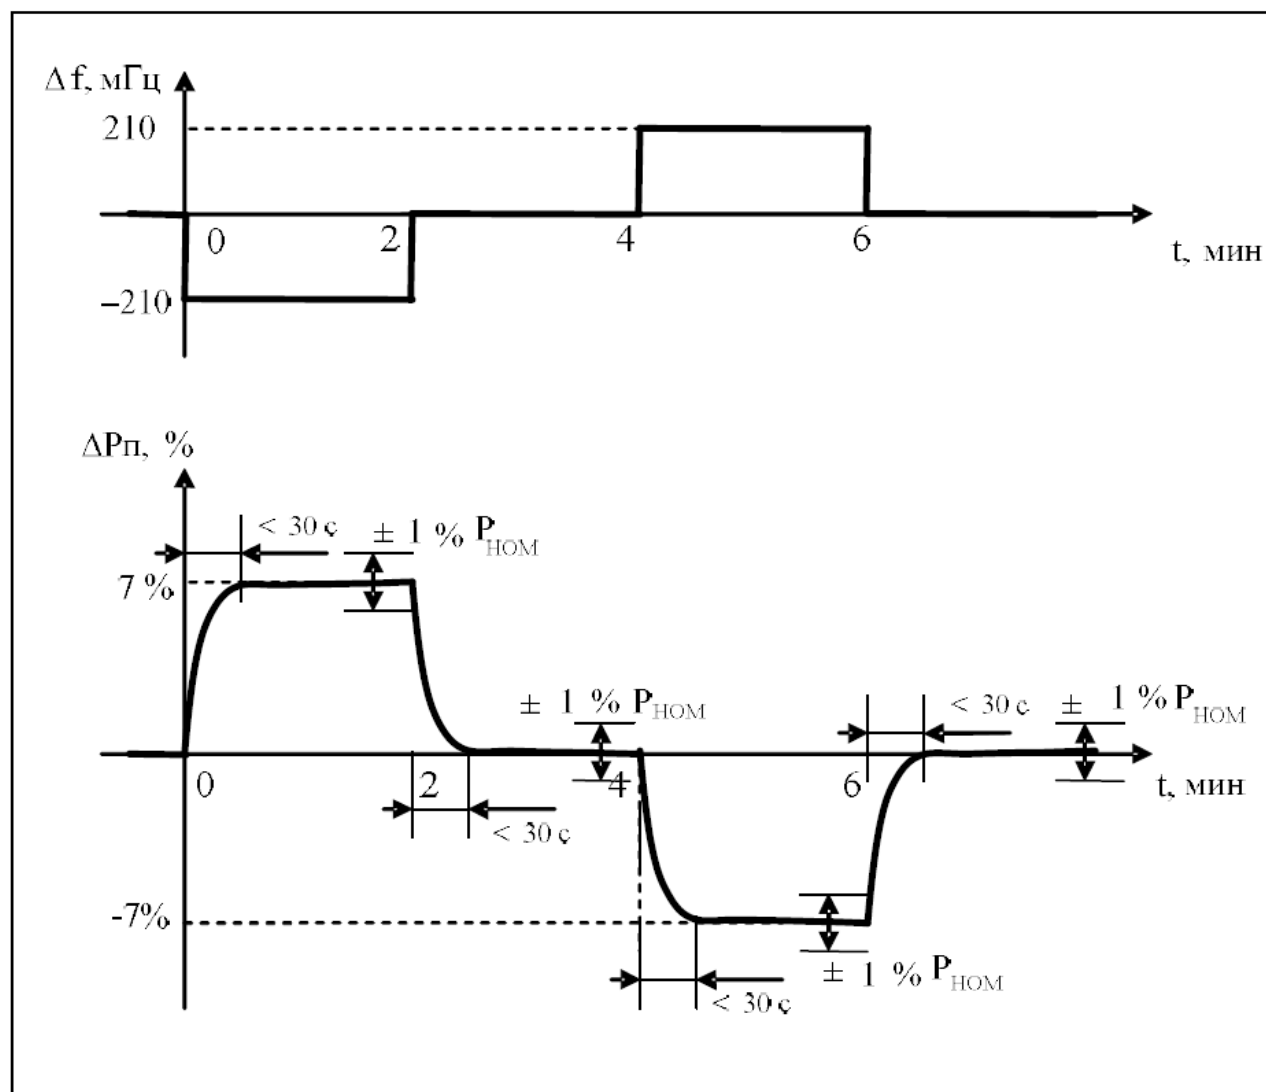 Δ f, мГц
210
0
2
4
6
t, мин
–210
ΔPп, %
< 30 с
± 1 % PНОМ
7 %
± 1 % PНОМ
< 30 с
± 1 % PНОМ
0
2
4
6
t, мин
< 30 с
-7%
± 1 % PНОМ
< 30 с